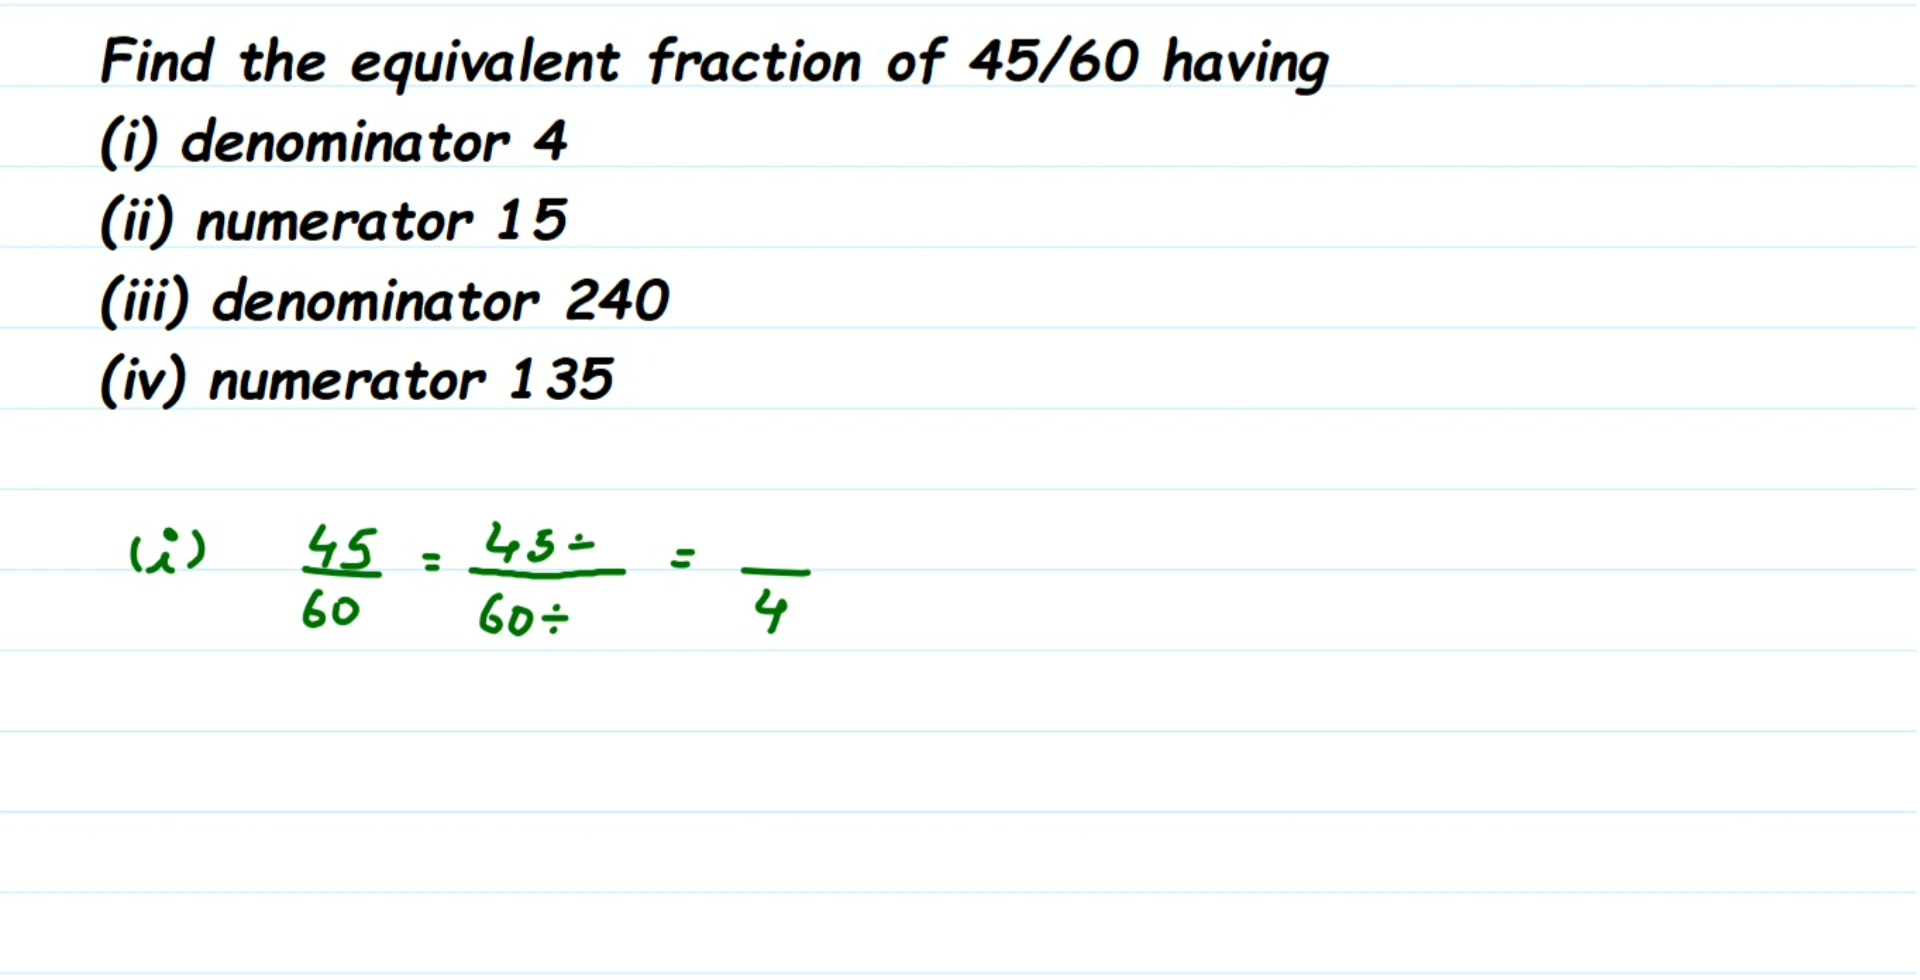 Find the equivalent fraction of 45/60 having
(i) denominator 4
(ii) numerator 15
(iii) denominator 240
(iv) numerator 135
(i) 45/60 = 45÷/60÷ = /4